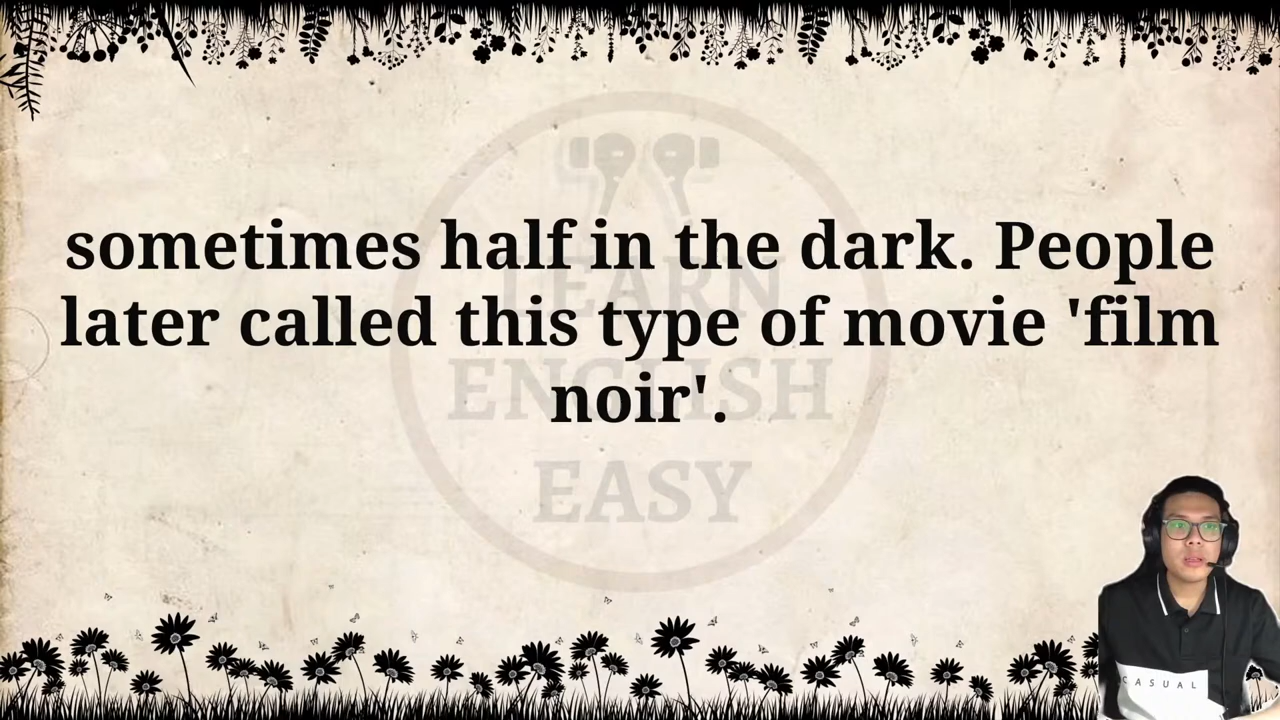 sometimes half in the dark. People
later called this type of movie 'film
noir'.
LEARN
ENGLISH
EASY
CASUAL